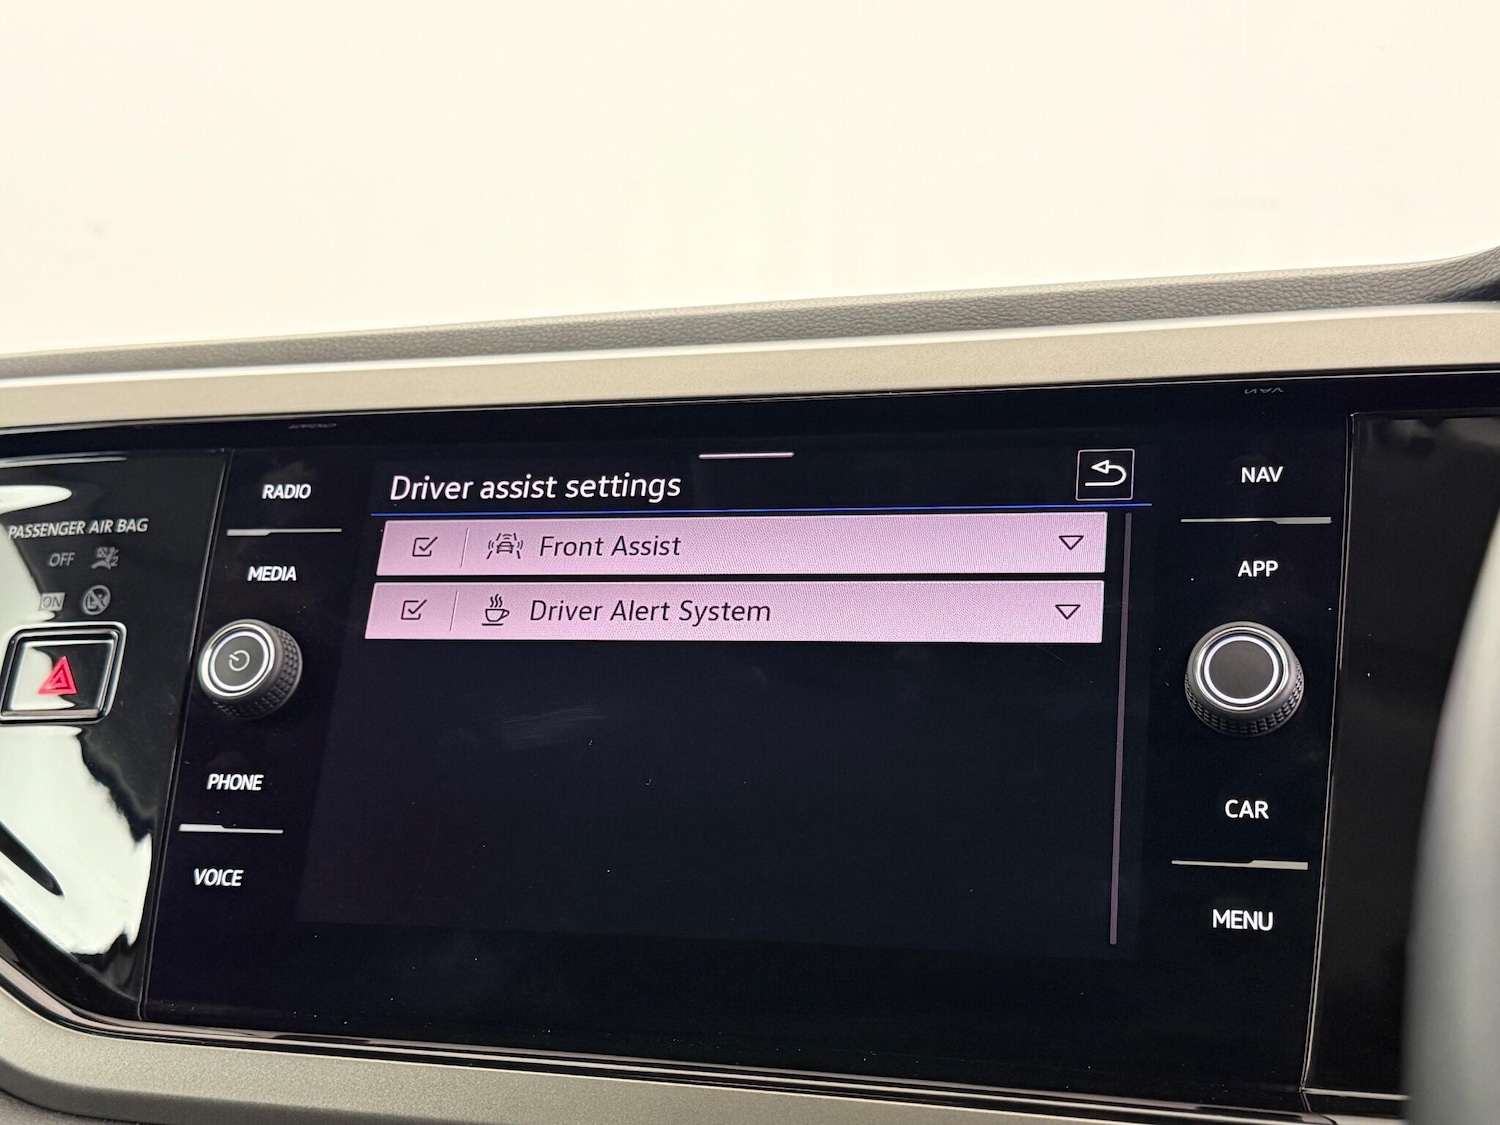 PASSENGER AIR BAG
OFF
ON
RADIO
MEDIA
PHONE
VOICE
Driver assist settings
Front Assist
Driver Alert System
NAV
APP
CAR
MENU